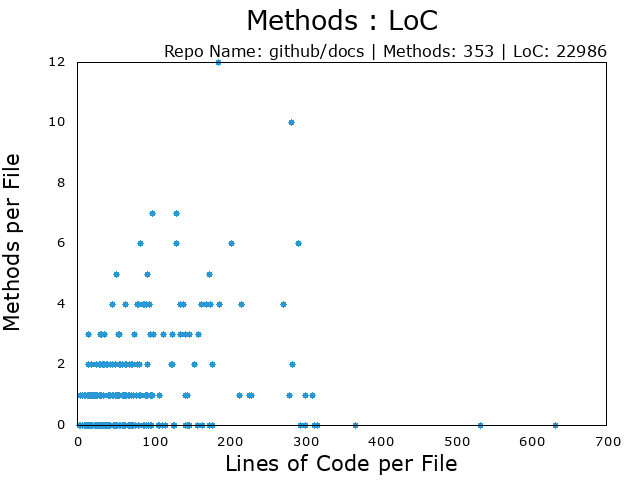 Methods : LoC
Repo Name: github/docs | Methods: 353 | LoC: 22986
Methods per File
12
10
8
6
4
2
0
0 100 200 300 400 500 600 700
Lines of Code per File